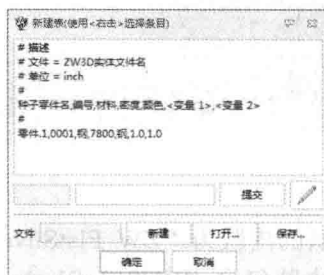 新建表(使用<右击>选择条目)
# 描述
# 文件 = ZW3D实体文件名
# 单位 = inch
#
种子零件名,编号,材料,密度,颜色,<变量 1>,<变量 2>
#
零件.1,0001,钢,7800,钢,1.0,1.0
提交
文件 新建 打开... 保存...
确定 取消